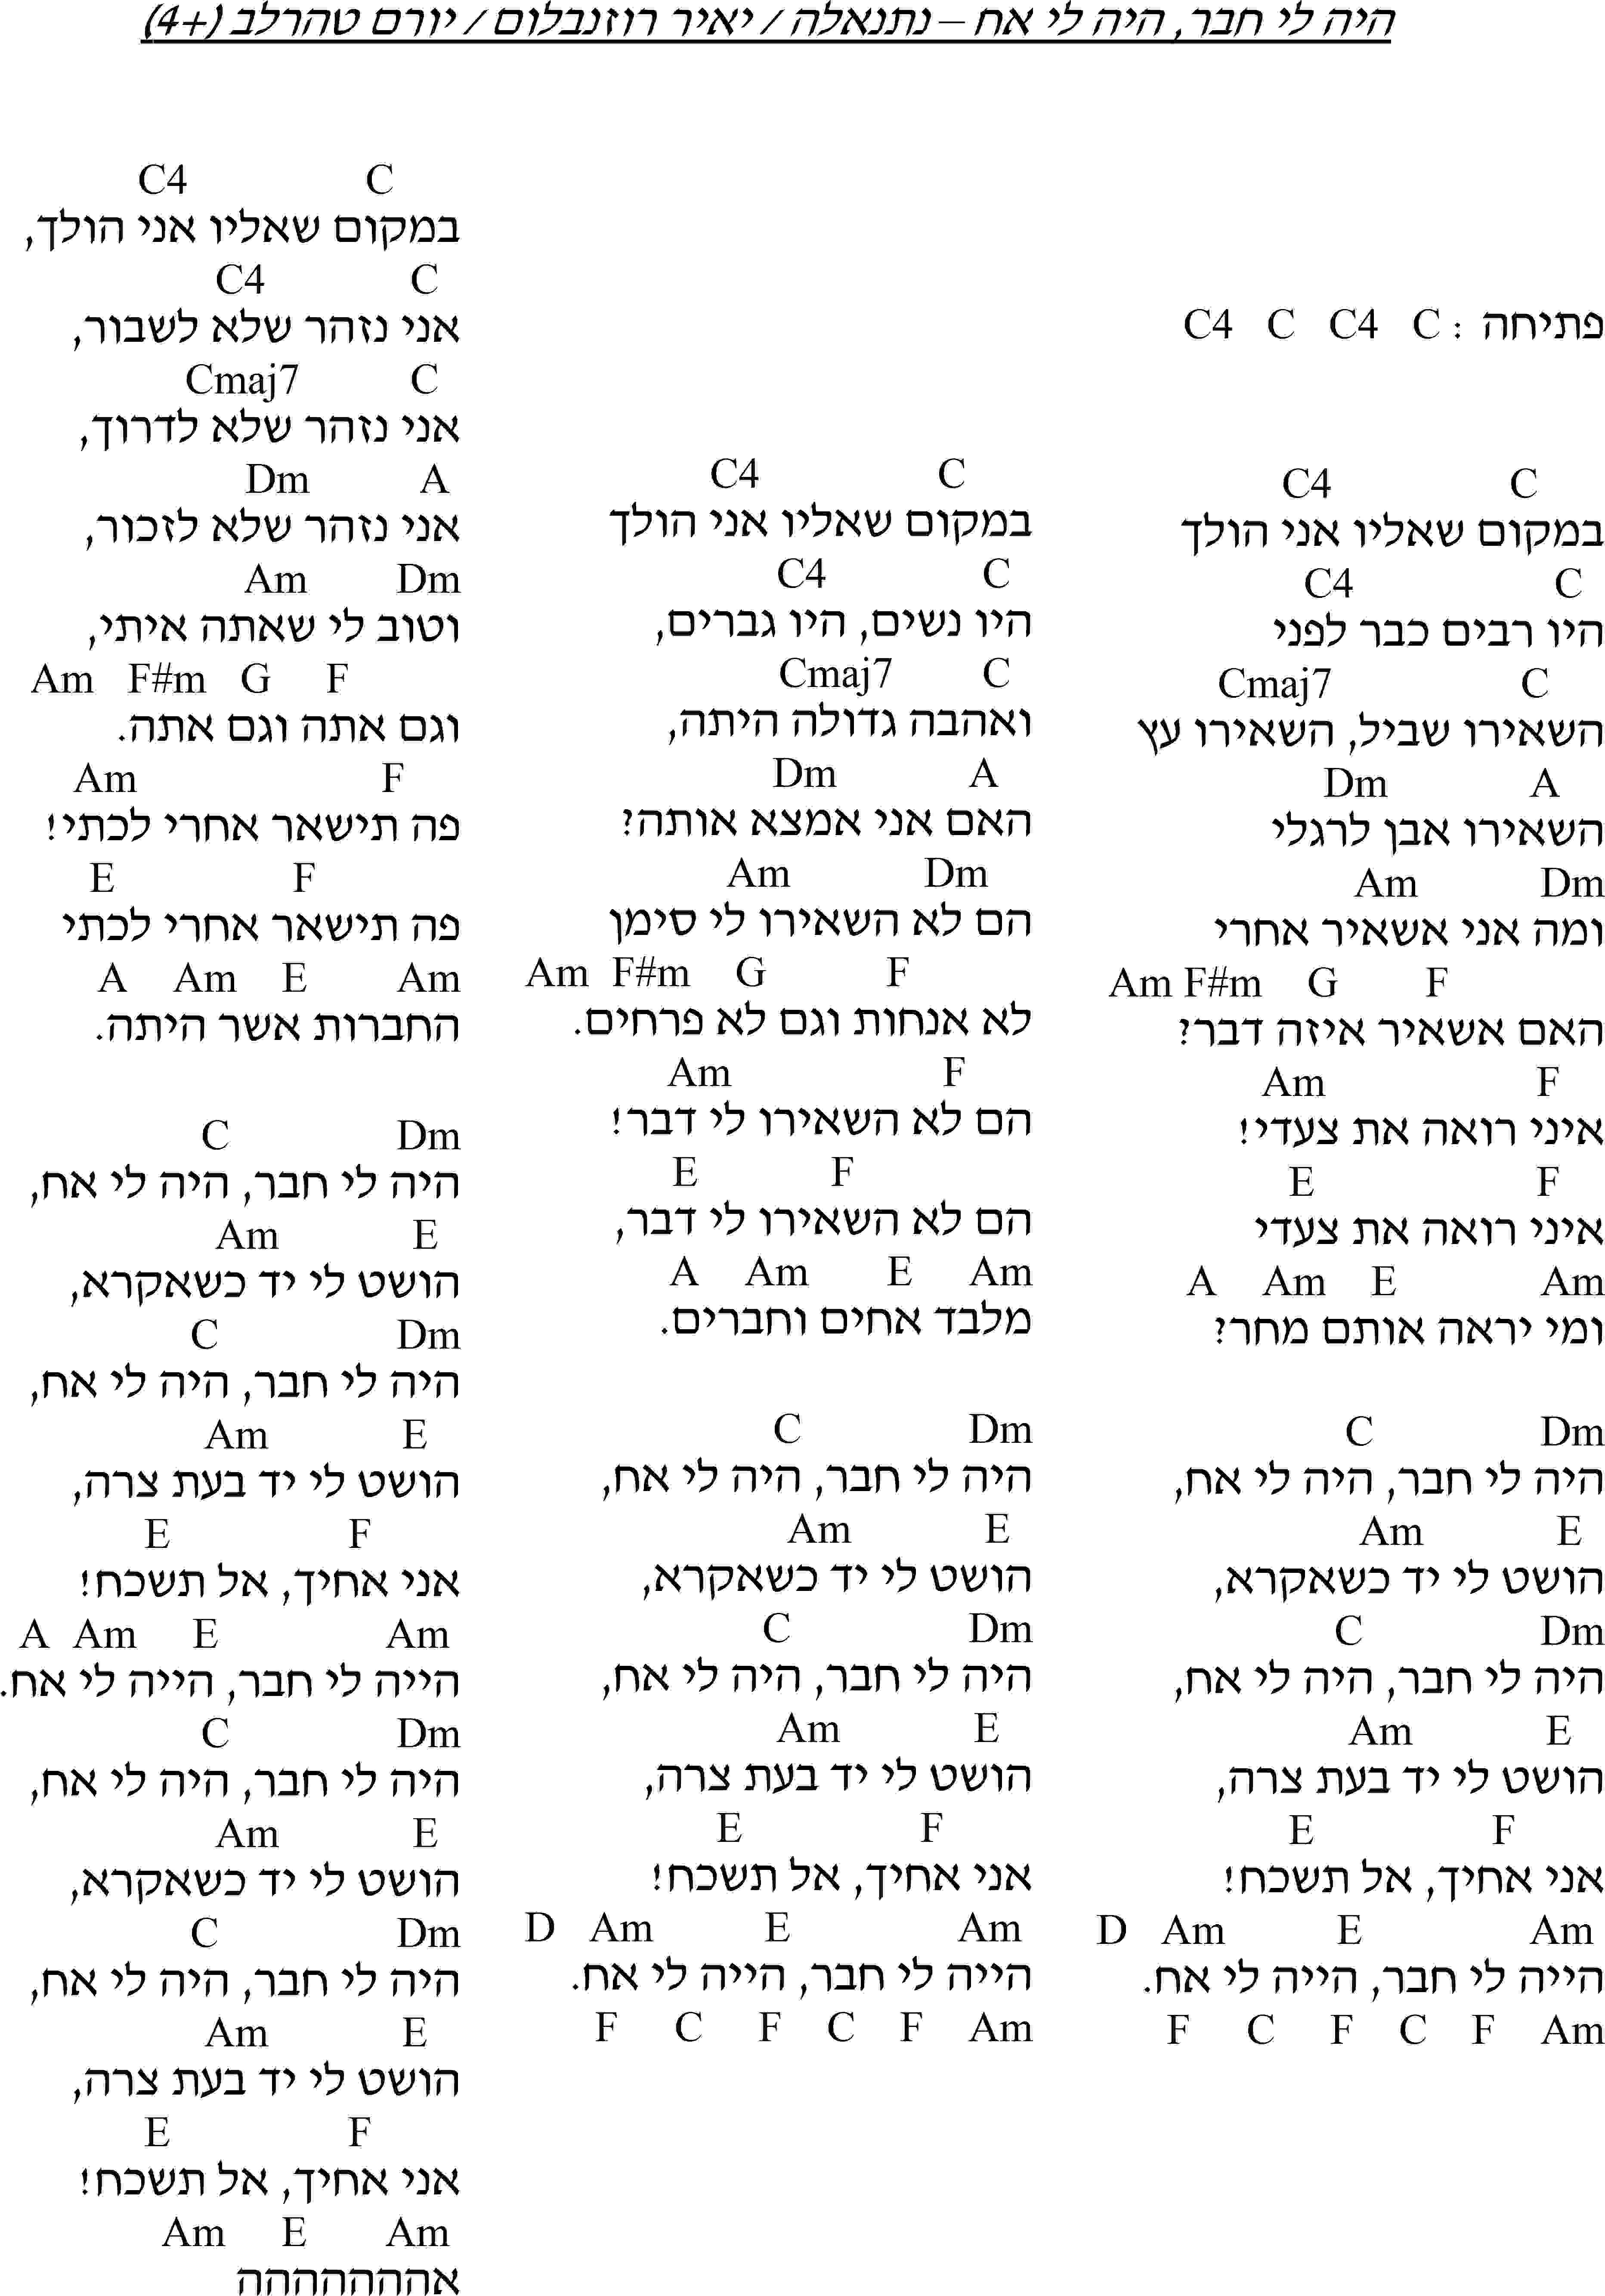 היה לי חבר, היה לי אח – נתנאלה / יאיר רוזנבלום / יורם טהרלב (+4)
פתיחה : C4 C C4 C
C4 C
במקום שאליו אני הולך
C4 C
היו רבים כבר לפני
Cmaj7 C
השאירו שביל, השאירו עץ
Dm A
השאירו אבן לרגלי
Am Dm
ומה אני אשאיר אחרי
Am F#m G F
האם אשאיר איזה דבר?
Am F
איני רואה את צעדי!
E F
איני רואה את צעדי
A Am E Am
ומי יראה אותם מחר?
C Dm
היה לי חבר, היה לי אח,
Am E
הושט לי יד כשאקרא,
C Dm
היה לי חבר, היה לי אח,
Am E
הושט לי יד בעת צרה,
E F
אני אחיך, אל תשכח!
D Am E Am
הייה לי חבר, הייה לי אח.
F C F C F Am
C4 C
במקום שאליו אני הולך
C4 C
היו נשים, היו גברים,
Cmaj7 C
ואהבה גדולה היתה,
Dm A
האם אני אמצא אותה?
Am Dm
הם לא השאירו לי סימן
Am F#m G F
לא אנחות וגם לא פרחים.
Am F
הם לא השאירו לי דבר!
E F
הם לא השאירו לי דבר,
A Am E Am
מלבד אחים וחברים.
C Dm
היה לי חבר, היה לי אח,
Am E
הושט לי יד כשאקרא,
C Dm
היה לי חבר, היה לי אח,
Am E
הושט לי יד בעת צרה,
E F
אני אחיך, אל תשכח!
D Am E Am
הייה לי חבר, הייה לי אח.
F C F C F Am
C4 C
במקום שאליו אני הולך,
C4 C
אני נזהר שלא לשבור,
Cmaj7 C
אני נזהר שלא לדרוך,
Dm A
אני נזהר שלא לזכור,
Am Dm
וטוב לי שאתה איתי,
Am F#m G F
וגם אתה וגם אתה.
Am F
פה תישאר אחרי לכתי!
E F
פה תישאר אחרי לכתי
A Am E Am
החברות אשר היתה.
C Dm
היה לי חבר, היה לי אח,
Am E
הושט לי יד כשאקרא,
C Dm
היה לי חבר, היה לי אח,
Am E
הושט לי יד בעת צרה,
E F
אני אחיך, אל תשכח!
A Am E Am
הייה לי חבר, הייה לי אח.
C Dm
היה לי חבר, היה לי אח,
Am E
הושט לי יד כשאקרא,
C Dm
היה לי חבר, היה לי אח,
Am E
הושט לי יד בעת צרה,
E F
אני אחיך, אל תשכח!
Am E Am
אההההההה